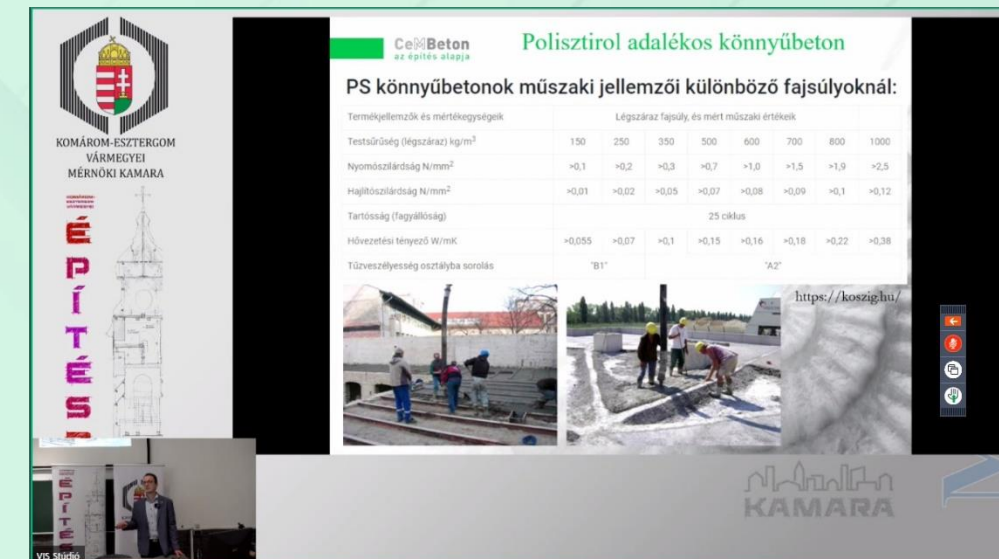 KOMÁROM-ESZTERGOM
VÁRMEGYEI
MÉRNÖKI KAMARA
ÉPÍTÉS
CeMBeton
az építés alapja
Polisztirol adalékos könnyűbeton
PS könnyűbetonok műszaki jellemzői különböző fajsúlyoknál:
Termékjellemzők és mértékegységeik Légszáraz fajsúly, és mért műszaki értékeik
Testsűrűség (légszáraz) kg/m³ 150 250 350 500 600 700 800 1000
Nyomószilárdság N/mm² >0,1 >0,2 >0,3 >0,7 >1,0 >1,5 >1,9 >2,5
Hajlítószilárdság N/mm² >0,01 >0,02 >0,05 >0,07 >0,08 >0,09 >0,1 >0,12
Tartósság (fagyállóság) 25 ciklus
Hővezetési tényező W/mK >0,055 >0,07 >0,1 >0,15 >0,16 >0,18 >0,22 >0,38
Tűzveszélyesség osztályba sorolás "B1" "A2"
https://koszig.hu/
KAMARA
ÉPÍTÉ
VIS Stúdió